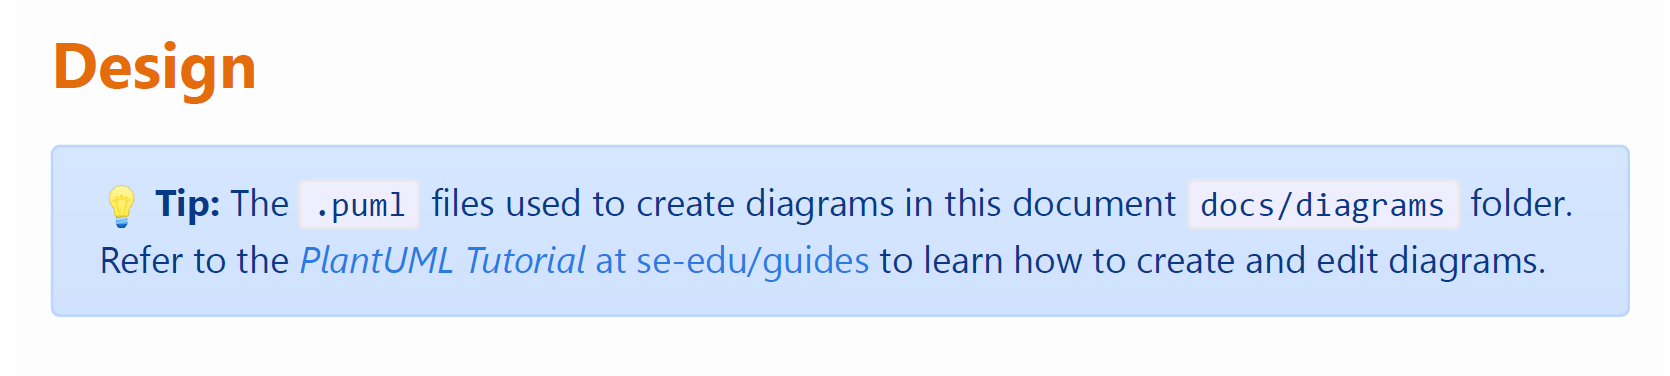 Design
Tip: The .puml files used to create diagrams in this document docs/diagrams folder.
Refer to the PlantUML Tutorial at se-edu/guides to learn how to create and edit diagrams.